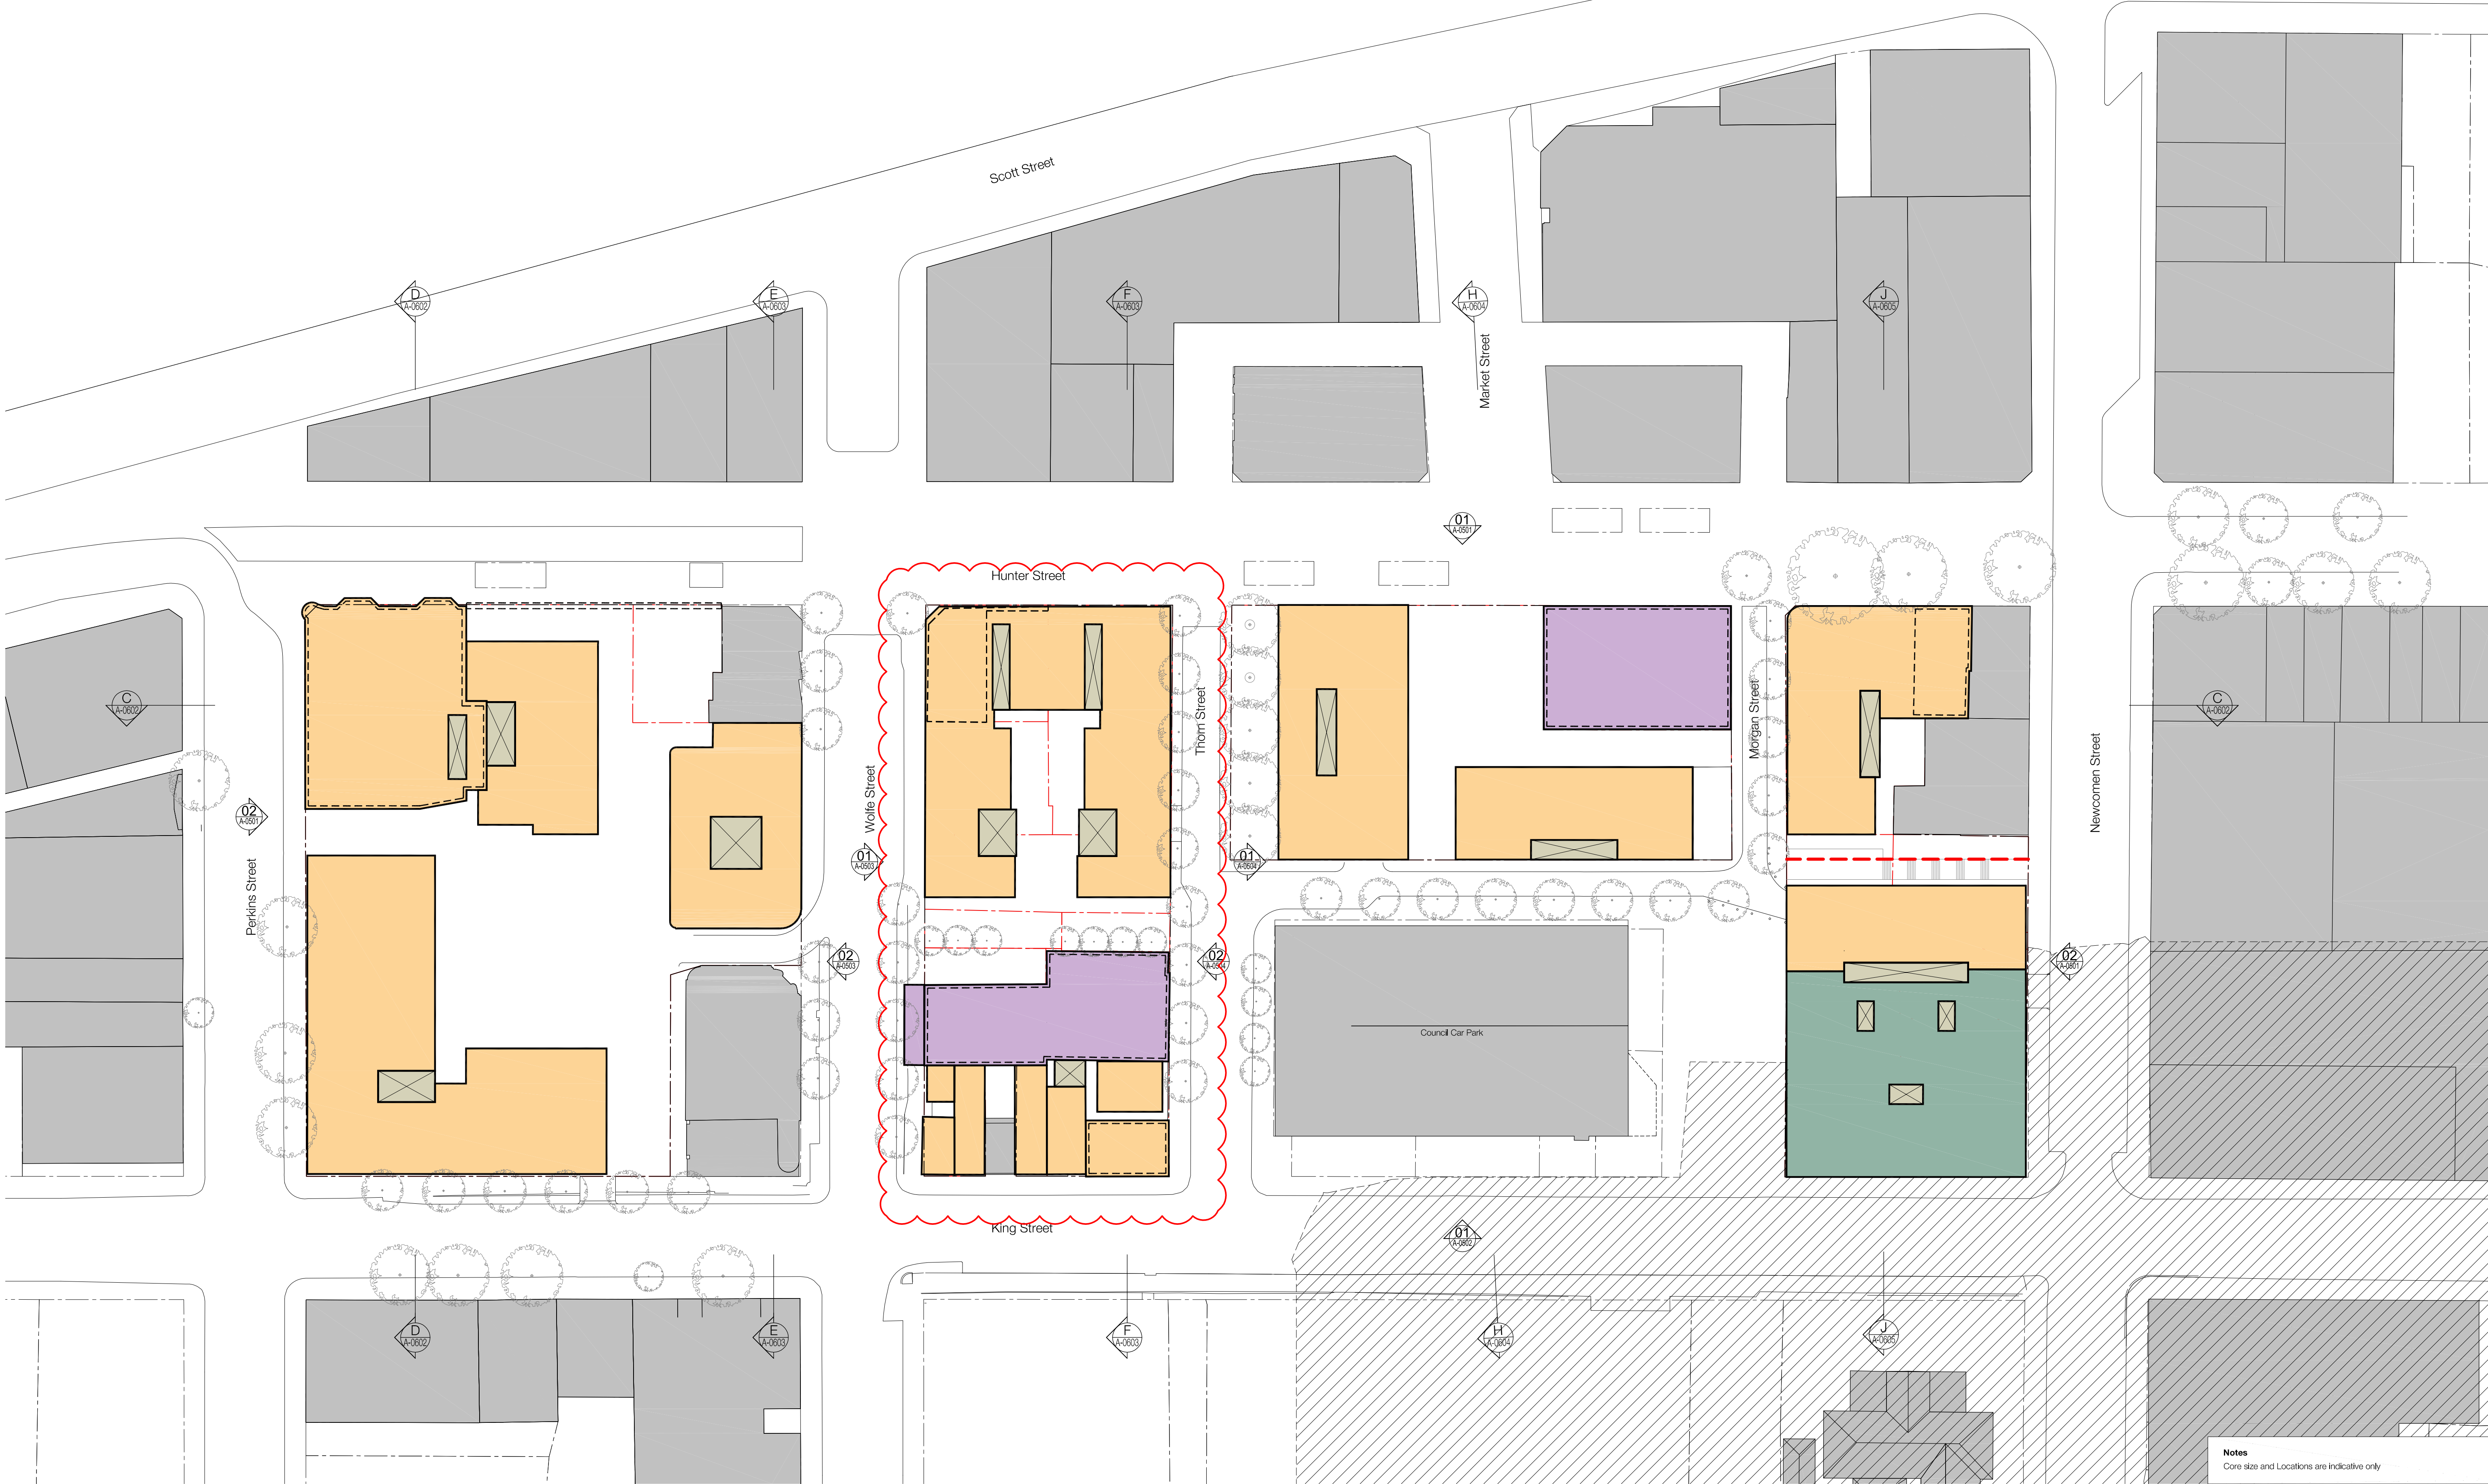 Scott Street
D
A-0602
E
A-0603
F
A-0603
H
A-0604
J
A-0605
Market Street
01
A-0501
Hunter Street
C
A-0602
Thorn Street
Morgan Street
C
A-0602
Newcomen Street
Wolfe Street
02
A-0501
01
A-0503
01
A-0504
Perkins Street
02
A-0503
02
A-0504
02
A-0501
Council Car Park
King Street
01
A-0502
D
A-0602
E
A-0603
F
A-0603
H
A-0604
J
A-0605
Notes
Core size and Locations are indicative only